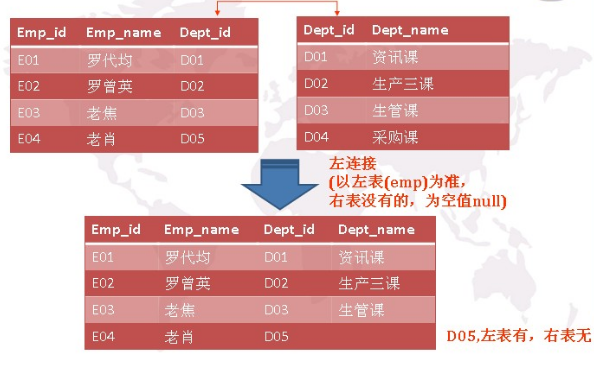 Emp_id Emp_name Dept_id
E01 罗代均 D01
E02 罗曾英 D02
E03 老焦 D03
E04 老肖 D05
Dept_id Dept_name
D01 资讯课
D02 生产三课
D03 生管课
D04 采购课
左连接
(以左表(emp)为准，
右表没有的，为空值null)
Emp_id Emp_name Dept_id Dept_name
E01 罗代均 D01 资讯课
E02 罗曾英 D02 生产三课
E03 老焦 D03 生管课
E04 老肖 D05
D05,左表有，右表无